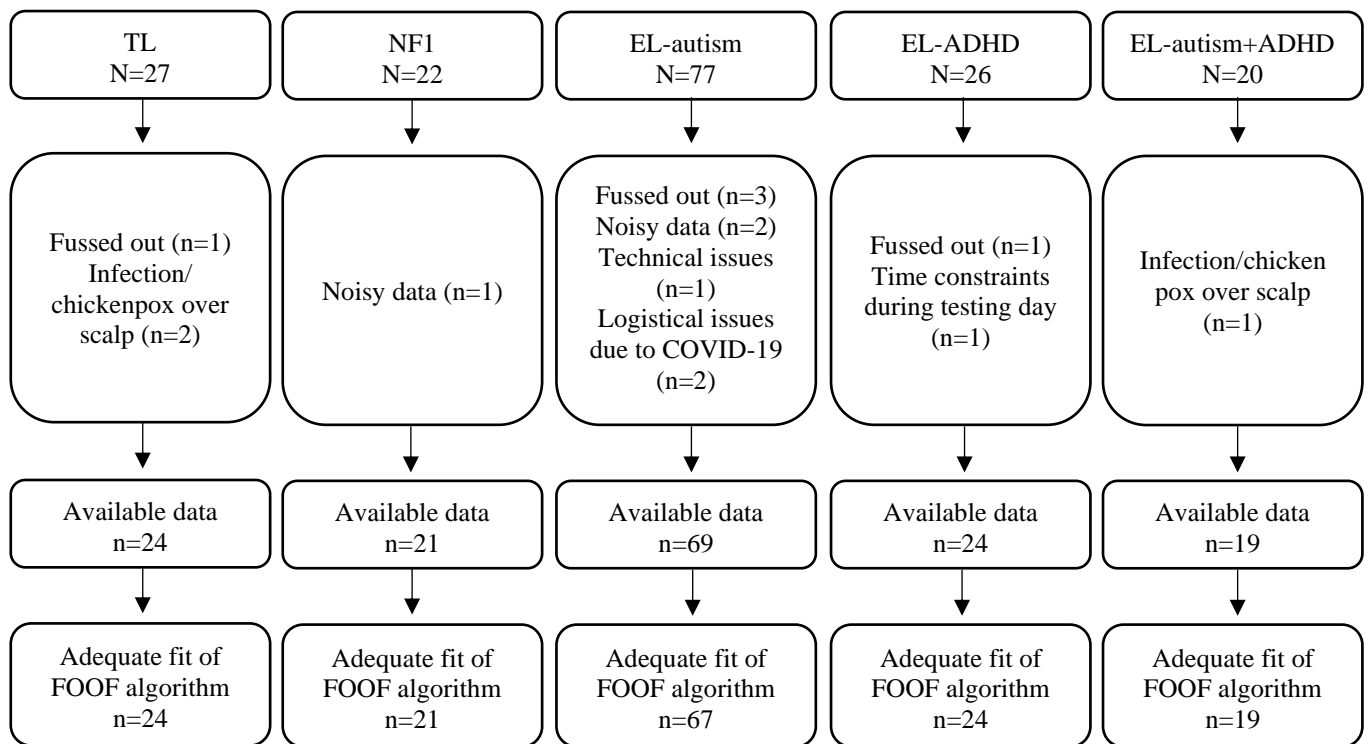 TL
N=27
NF1
N=22
EL-autism
N=77
EL-ADHD
N=26
EL-autism+ADHD
N=20
Fussed out (n=1)
Infection/
chickenpox over
scalp (n=2)
Noisy data (n=1)
Fussed out (n=3)
Noisy data (n=2)
Technical issues
(n=1)
Logistical issues
due to COVID-19
(n=2)
Fussed out (n=1)
Time constraints
during testing day
(n=1)
Infection/chicken
pox over scalp
(n=1)
Available data
n=24
Available data
n=21
Available data
n=69
Available data
n=24
Available data
n=19
Adequate fit of
FOOF algorithm
n=24
Adequate fit of
FOOF algorithm
n=21
Adequate fit of
FOOF algorithm
n=67
Adequate fit of
FOOF algorithm
n=24
Adequate fit of
FOOF algorithm
n=19